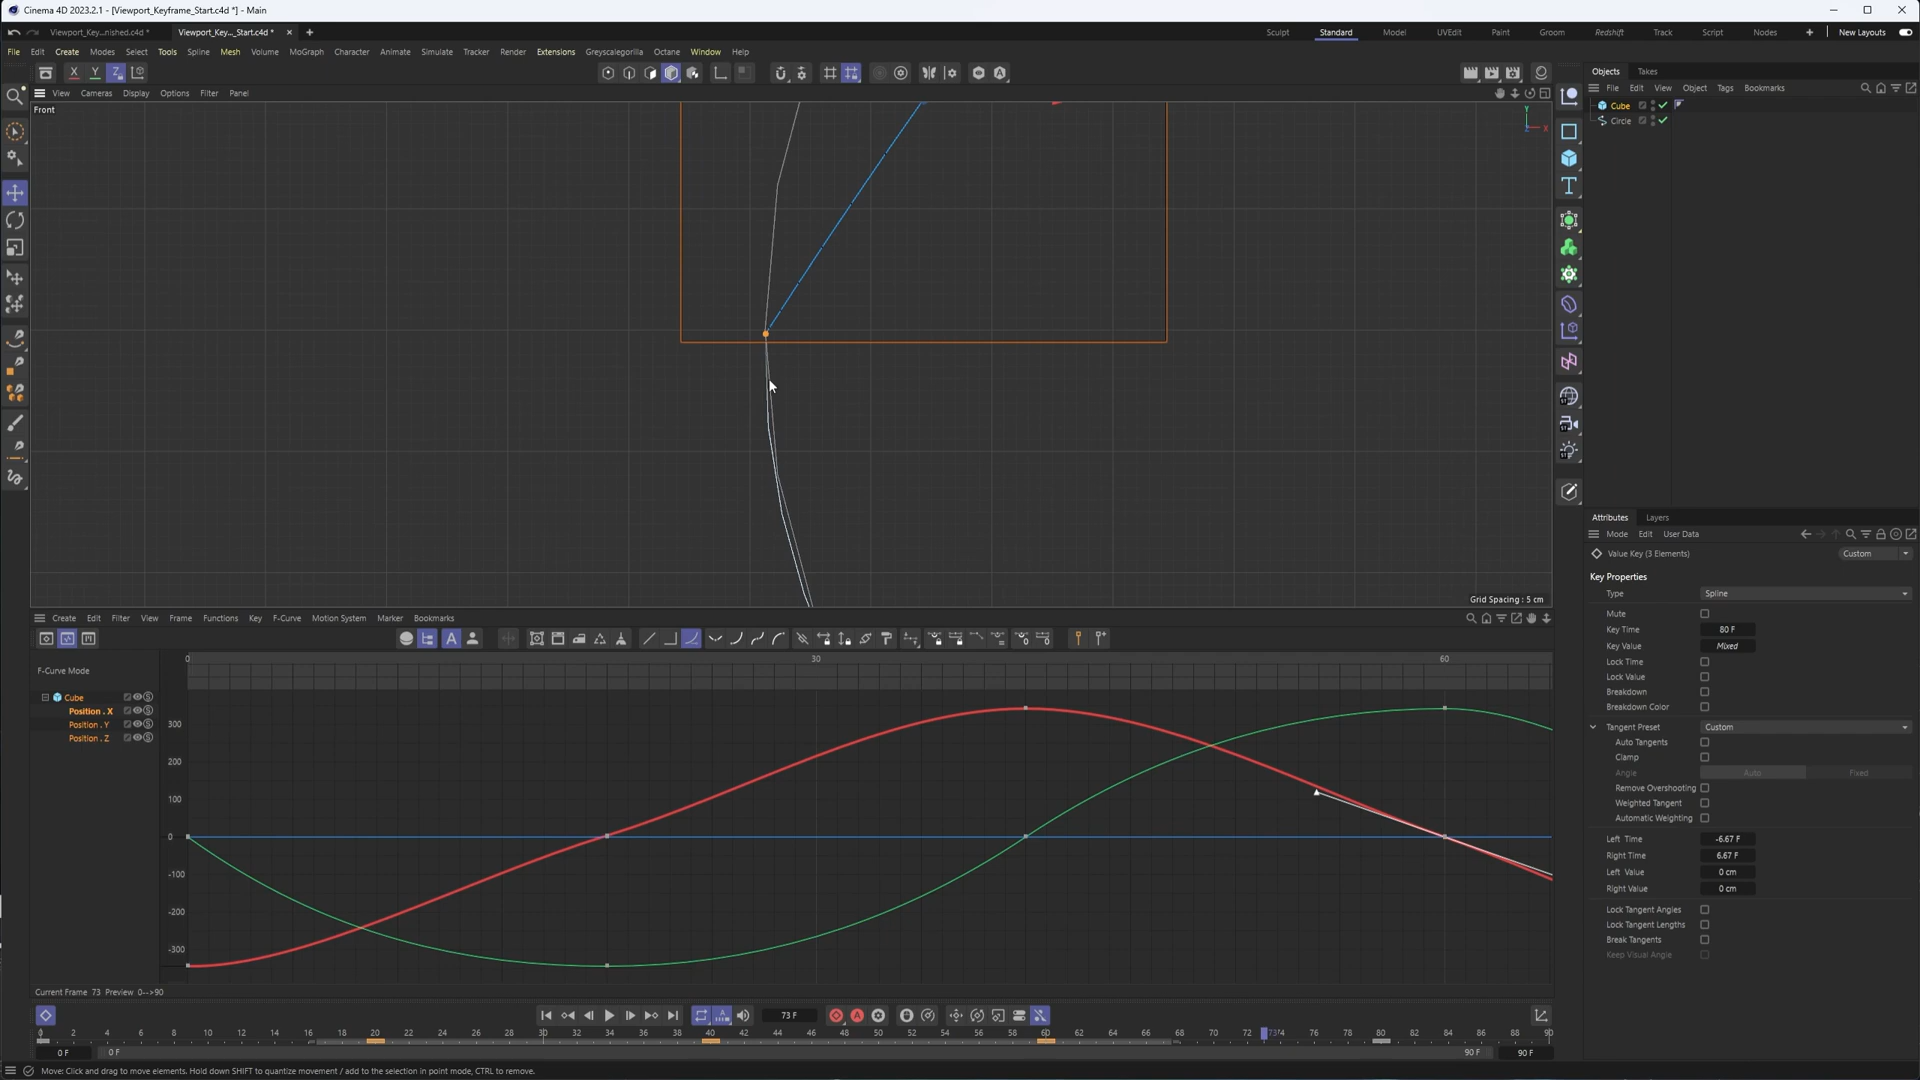 Cinema 4D 2023.2.1 - [Viewport_Keyframe_Start.c4d *] - Main
Viewport_Key...nished.c4d *
Viewport_Key..._Start.c4d *
Sculpt
Standard
Model
UVEdit
Paint
Groom
Redshift
Track
Script
Nodes
New Layouts
File Edit Create Modes Select Tools Spline Mesh Volume MoGraph Character Animate Simulate Tracker Render Extensions Greyscalegorilla Octane Window Help
X Y Z
View Cameras Display Options Filter Panel
Front
Y
X
Grid Spacing : 5 cm
Objects Takes
File Edit View Object Tags Bookmarks
Cube
Circle
Attributes Layers
Mode Edit User Data
Value Key (3 Elements)
Custom
Key Properties
Type Spline
Mute
Key Time 80 F
Key Value Mixed
Lock Time
Lock Value
Breakdown
Breakdown Color
Tangent Preset Custom
Auto Tangents
Clamp
Angle Auto Fixed
Remove Overshooting
Weighted Tangent
Automatic Weighting
Left Time -6.67 F
Right Time 6.67 F
Left Value 0 cm
Right Value 0 cm
Lock Tangent Angles
Lock Tangent Lengths
Break Tangents
Keep Visual Angle
Create Edit Filter View Frame Functions Key F-Curve Motion System Marker Bookmarks
F-Curve Mode
Cube
Position . X
Position . Y
Position . Z
0 30 60
300
200
100
0
-100
-200
-300
Current Frame 73 Preview 0-->90
73 F
0 2 4 6 8 10 12 14 16 18 20 22 24 26 28 30 32 34 36 38 40 42 44 46 48 50 52 54 56 58 60 62 64 66 68 70 72 73 74 76 78 80 82 84 86 88 90
0 F
0 F
90 F
90 F
Move: Click and drag to move elements. Hold down SHIFT to quantize movement / add to the selection in point mode, CTRL to remove.